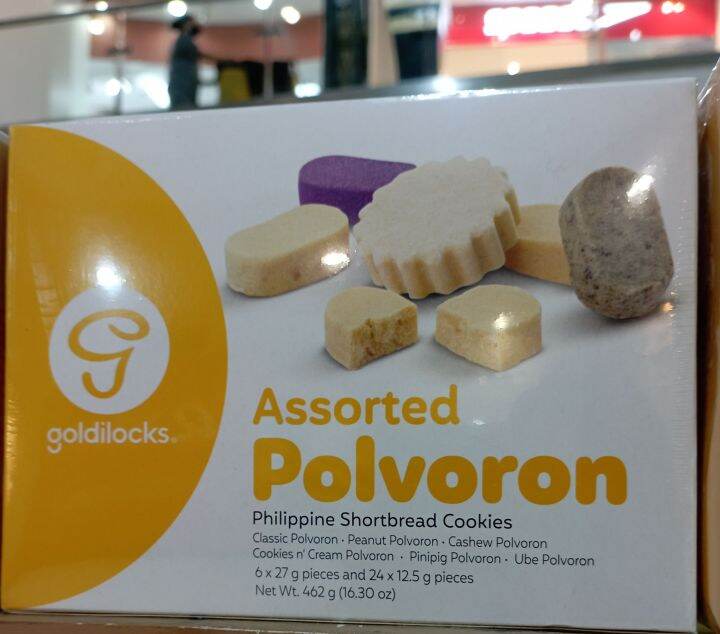 goldilocks®
Assorted
Polvoron
Philippine Shortbread Cookies
Classic Polvoron • Peanut Polvoron • Cashew Polvoron
Cookies n' Cream Polvoron • Pinipig Polvoron • Ube Polvoron
6 x 27 g pieces and 24 x 12.5 g pieces
Net Wt. 462 g (16.30 oz)